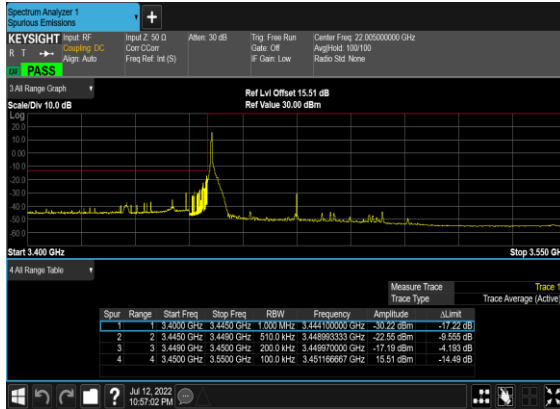 Spectrum Analyzer 1
Spurious Emissions
KEYSIGHT
R T
LXI
PASS
Input: RF
Coupling: DC
Align: Auto
Input Z: 50 Ω
Corr CCorr
Freq Ref: Int (S)
Atten: 30 dB
Trig: Free Run
Gate: Off
IF Gain: Low
Center Freq: 22.005000000 GHz
Avg|Hold: 100/100
Radio Std: None
3 All Range Graph
Scale/Div 10.0 dB
Ref Lvl Offset 15.51 dB
Ref Value 30.00 dBm
Log
20.0
10.0
0.00
-10.0
-20.0
-30.0
-40.0
-50.0
-60.0
Start 3.400 GHz
Stop 3.550 GH
4 All Range Table
Measure Trace Trace 1
Trace Type Trace Average (Active)
Spur Range Start Freq Stop Freq RBW Frequency Amplitude ΔLimit
1 1 3.4000 GHz 3.4450 GHz 1.000 MHz 3.444100000 GHz -30.22 dBm -17.22 dB
2 2 3.4450 GHz 3.4490 GHz 510.0 kHz 3.448993333 GHz -22.55 dBm -9.555 dB
3 3 3.4490 GHz 3.4500 GHz 200.0 kHz 3.449970000 GHz -17.19 dBm -4.193 dB
4 4 3.4500 GHz 3.5500 GHz 100.0 kHz 3.451166667 GHz 15.51 dBm -14.49 dB
?
Jul 12, 2022
10:57:02 PM